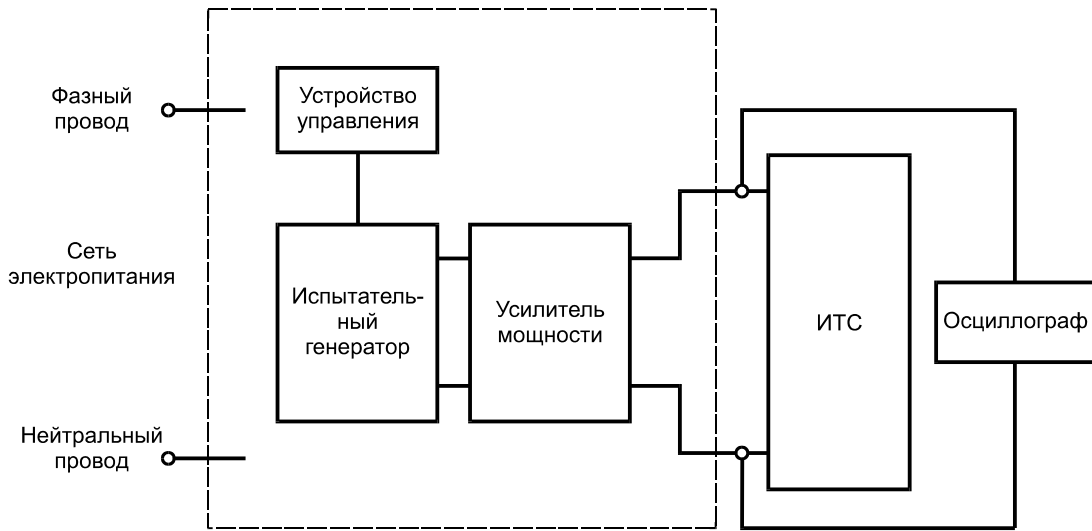 Фазный
провод
Устройство
управления
Сеть
электропитания
Испытатель-
ный
генератор
Усилитель
мощности
ИТС
Осциллограф
Нейтральный
провод